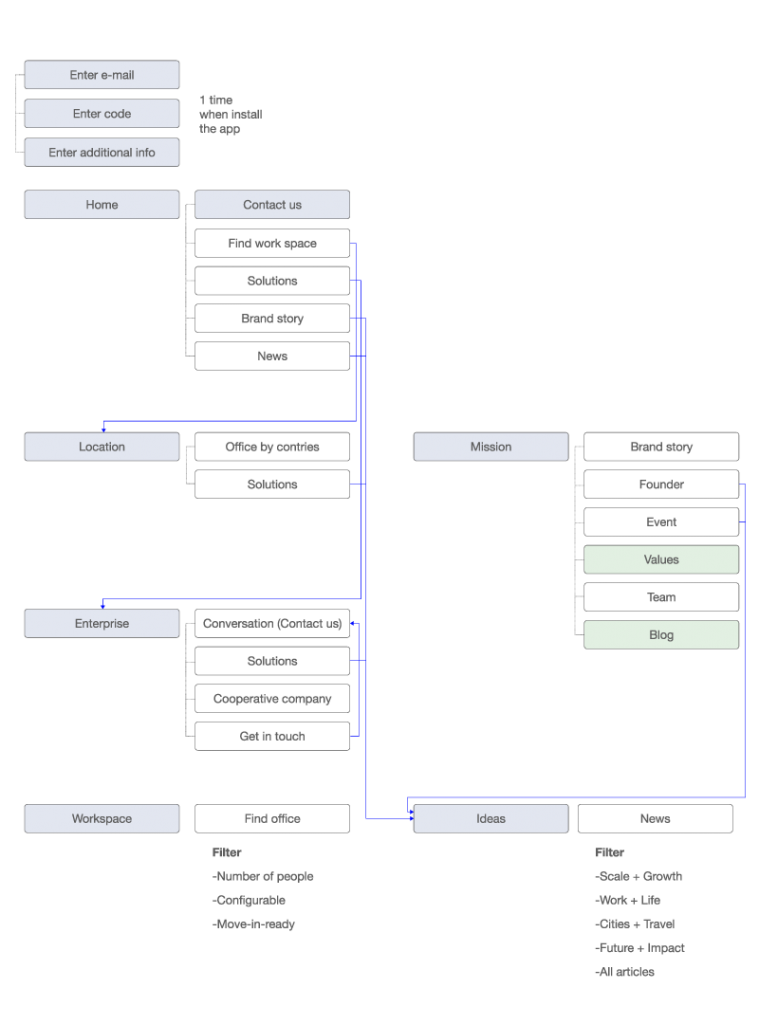 Enter e-mail
Enter code
Enter additional info
1 time
when install
the app
Home
Contact us
Find work space
Solutions
Brand story
News
Location
Office by contries
Solutions
Mission
Brand story
Founder
Event
Values
Team
Blog
Enterprise
Conversation (Contact us)
Solutions
Cooperative company
Get in touch
Workspace
Find office
Filter
-Number of people
-Configurable
-Move-in-ready
Ideas
News
Filter
-Scale + Growth
-Work + Life
-Cities + Travel
-Future + Impact
-All articles